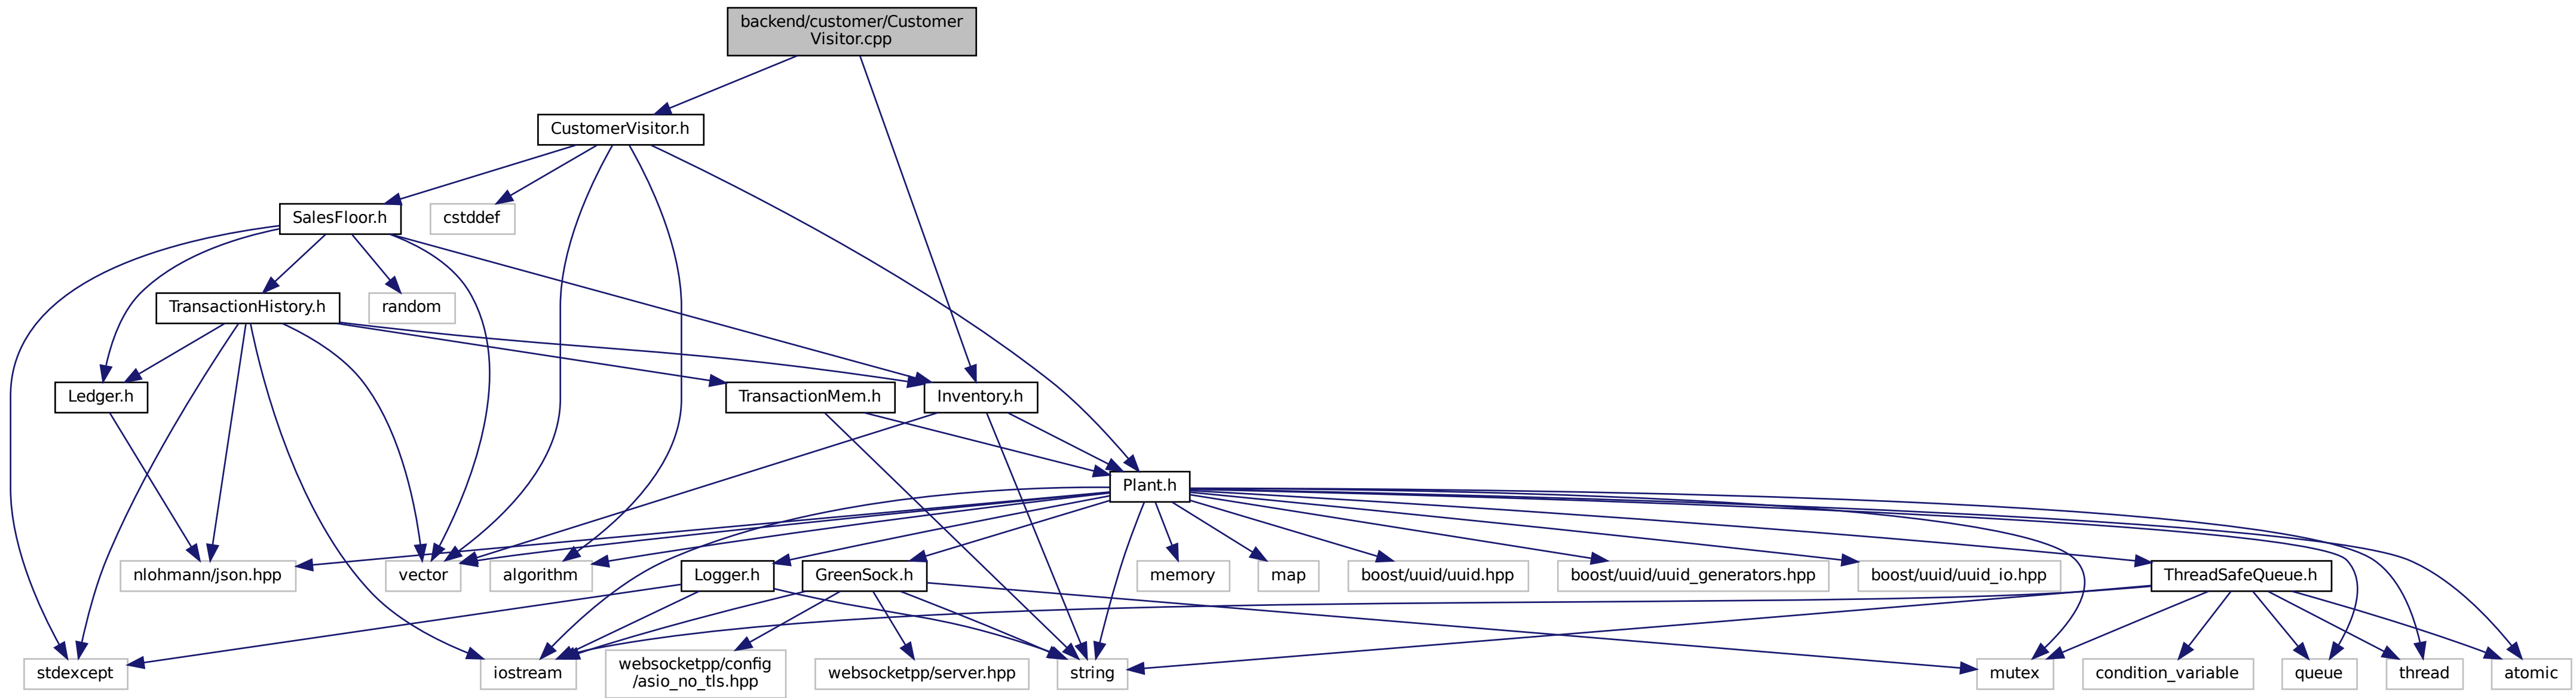 backend/customer/Customer
Visitor.cpp
CustomerVisitor.h
SalesFloor.h
cstddef
TransactionHistory.h
random
Ledger.h
TransactionMem.h
Inventory.h
Plant.h
nlohmann/json.hpp
vector
algorithm
Logger.h
GreenSock.h
memory
map
boost/uuid/uuid.hpp
boost/uuid/uuid_generators.hpp
boost/uuid/uuid_io.hpp
ThreadSafeQueue.h
stdexcept
iostream
websocketpp/config
/asio_no_tls.hpp
websocketpp/server.hpp
string
mutex
condition_variable
queue
thread
atomic